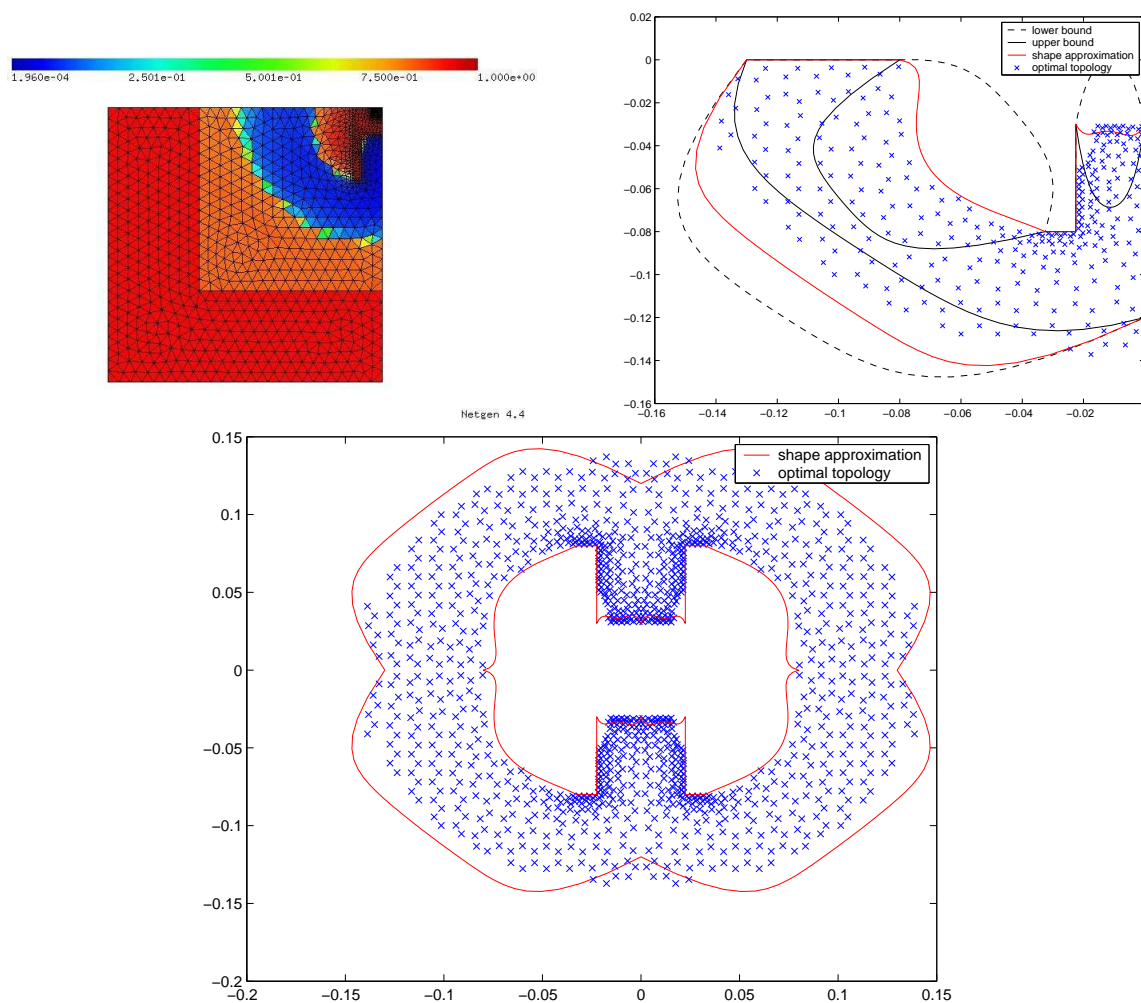 1.960e-04 2.501e-01 5.001e-01 7.500e-01 1.000e+00
Netgen 4.4
0.02
0
−0.02
−0.04
−0.06
−0.08
−0.1
−0.12
−0.14
−0.16
−0.16 −0.14 −0.12 −0.1 −0.08 −0.06 −0.04 −0.02
lower bound
upper bound
shape approximation
optimal topology
0.15
0.1
0.05
0
−0.05
−0.1
−0.15
−0.2
−0.2 −0.15 −0.1 −0.05 0 0.05 0.1 0.15
shape approximation
optimal topology